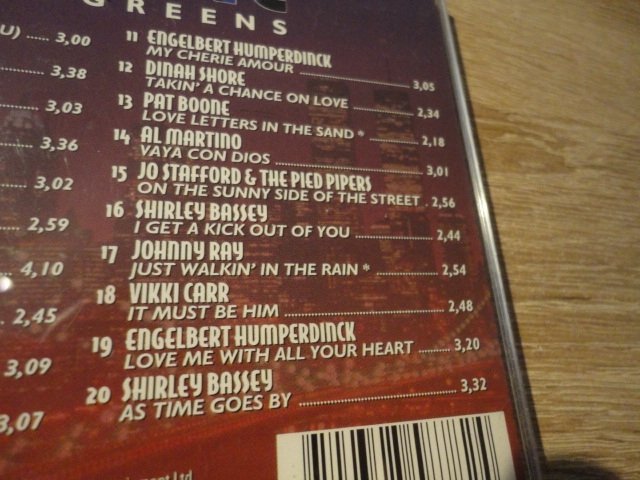 GREENS
U) ..... 3,00
3,38
3,03
3,36
3,02
2,59
4,10
2,45
3,09
3,07
11 ENGELBERT HUMPERDINCK
MY CHERIE AMOUR ..... 3,05
12 DINAH SHORE
TAKIN' A CHANCE ON LOVE ..... 2,34
13 PAT BOONE
LOVE LETTERS IN THE SAND * ..... 2,18
14 AL MARTINO
VAYA CON DIOS ..... 3,01
15 JO STAFFORD & THE PIED PIPERS
ON THE SUNNY SIDE OF THE STREET . 2,56
16 SHIRLEY BASSEY
I GET A KICK OUT OF YOU ..... 2,44
17 JOHNNY RAY
JUST WALKIN' IN THE RAIN * ..... 2,54
18 VIKKI CARR
IT MUST BE HIM ..... 2,48
19 ENGELBERT HUMPERDINCK
LOVE ME WITH ALL YOUR HEART ..... 3,20
20 SHIRLEY BASSEY
AS TIME GOES BY ..... 3,32
Ltd